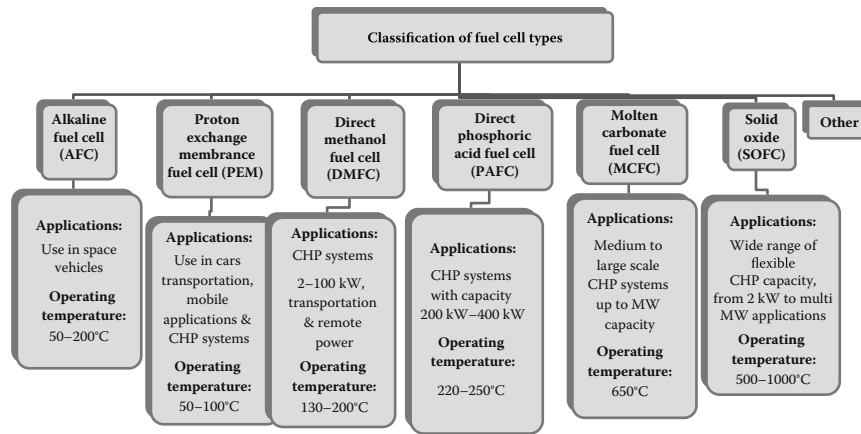 Classification of fuel cell types
Alkaline
fuel cell
(AFC)
Proton
exchange
membrance
fuel cell (PEM)
Direct
methanol
fuel cell
(DMFC)
Direct
phosphoric
acid fuel cell
(PAFC)
Molten
carbonate
fuel cell
(MCFC)
Solid
oxide
(SOFC)
Other
Applications:
Use in space
vehicles
Operating
temperature:
50–200°C
Applications:
Use in cars
transportation,
mobile
applications &
CHP systems
Operating
temperature:
50–100°C
Applications:
CHP systems
2–100 kW,
transportation
& remote
power
Operating
temperature:
130–200°C
Applications:
CHP systems
with capacity
200 kW–400 kW
Operating
temperature:
220–250°C
Applications:
Medium to
large scale
CHP systems
up to MW
capacity
Operating
temperature:
650°C
Applications:
Wide range of
flexible
CHP capacity,
from 2 kW to multi
MW applications
Operating
temperature:
500–1000°C